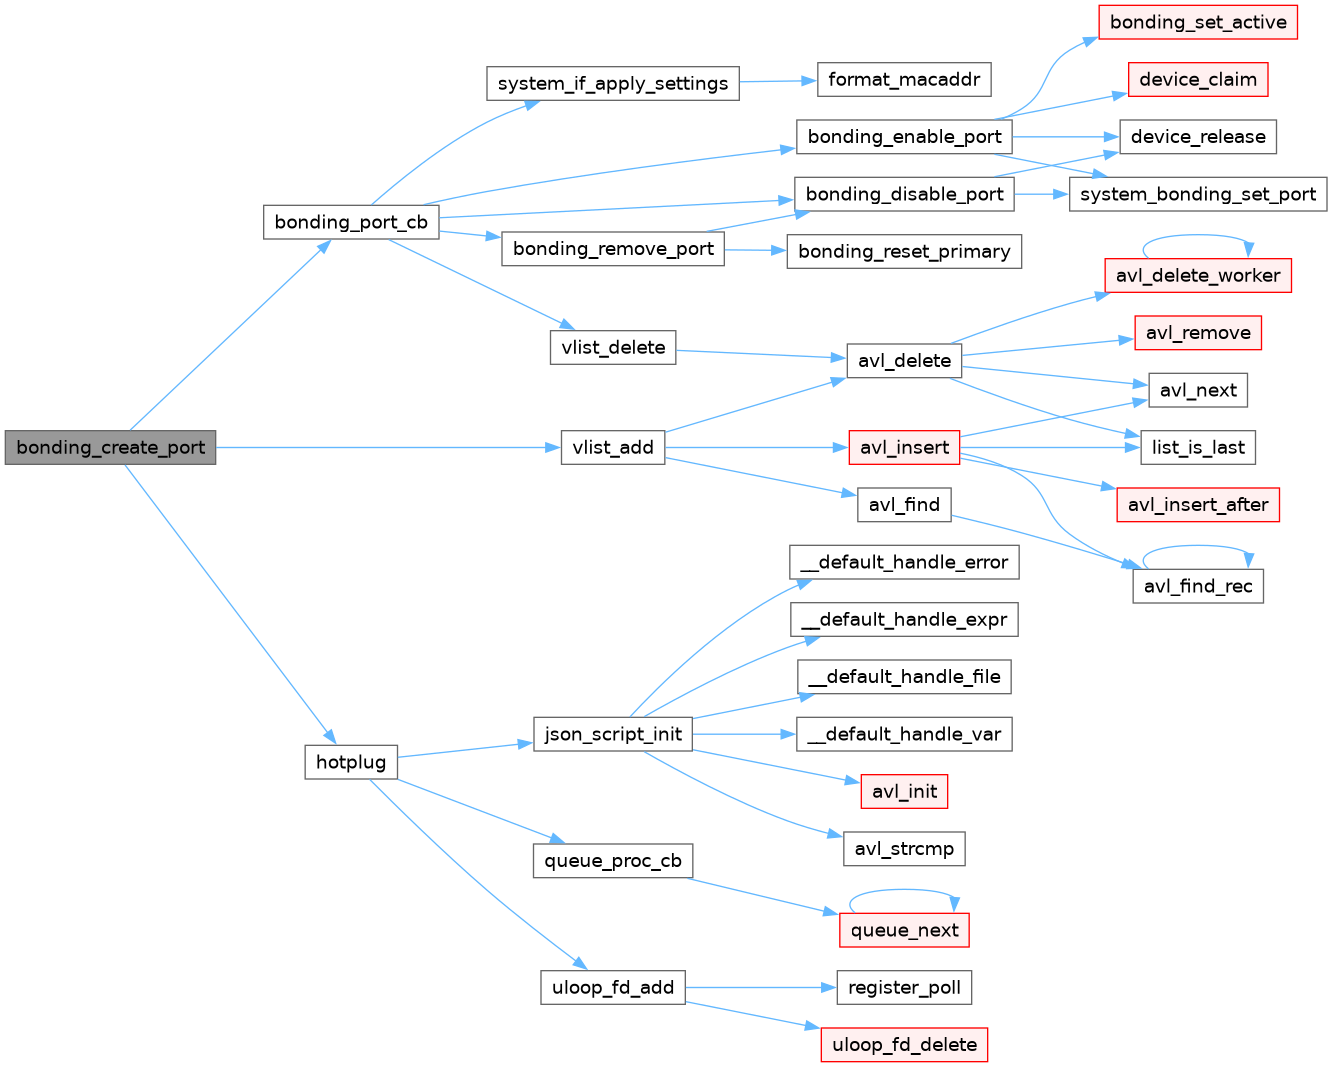 bonding_set_active
system_if_apply_settings
format_macaddr
device_claim
bonding_enable_port
device_release
bonding_disable_port
system_bonding_set_port
bonding_port_cb
bonding_remove_port
bonding_reset_primary
avl_delete_worker
avl_remove
vlist_delete
avl_delete
avl_next
bonding_create_port
vlist_add
avl_insert
list_is_last
avl_find
avl_insert_after
__default_handle_error
avl_find_rec
__default_handle_expr
__default_handle_file
json_script_init
__default_handle_var
hotplug
avl_init
avl_strcmp
queue_proc_cb
queue_next
uloop_fd_add
register_poll
uloop_fd_delete